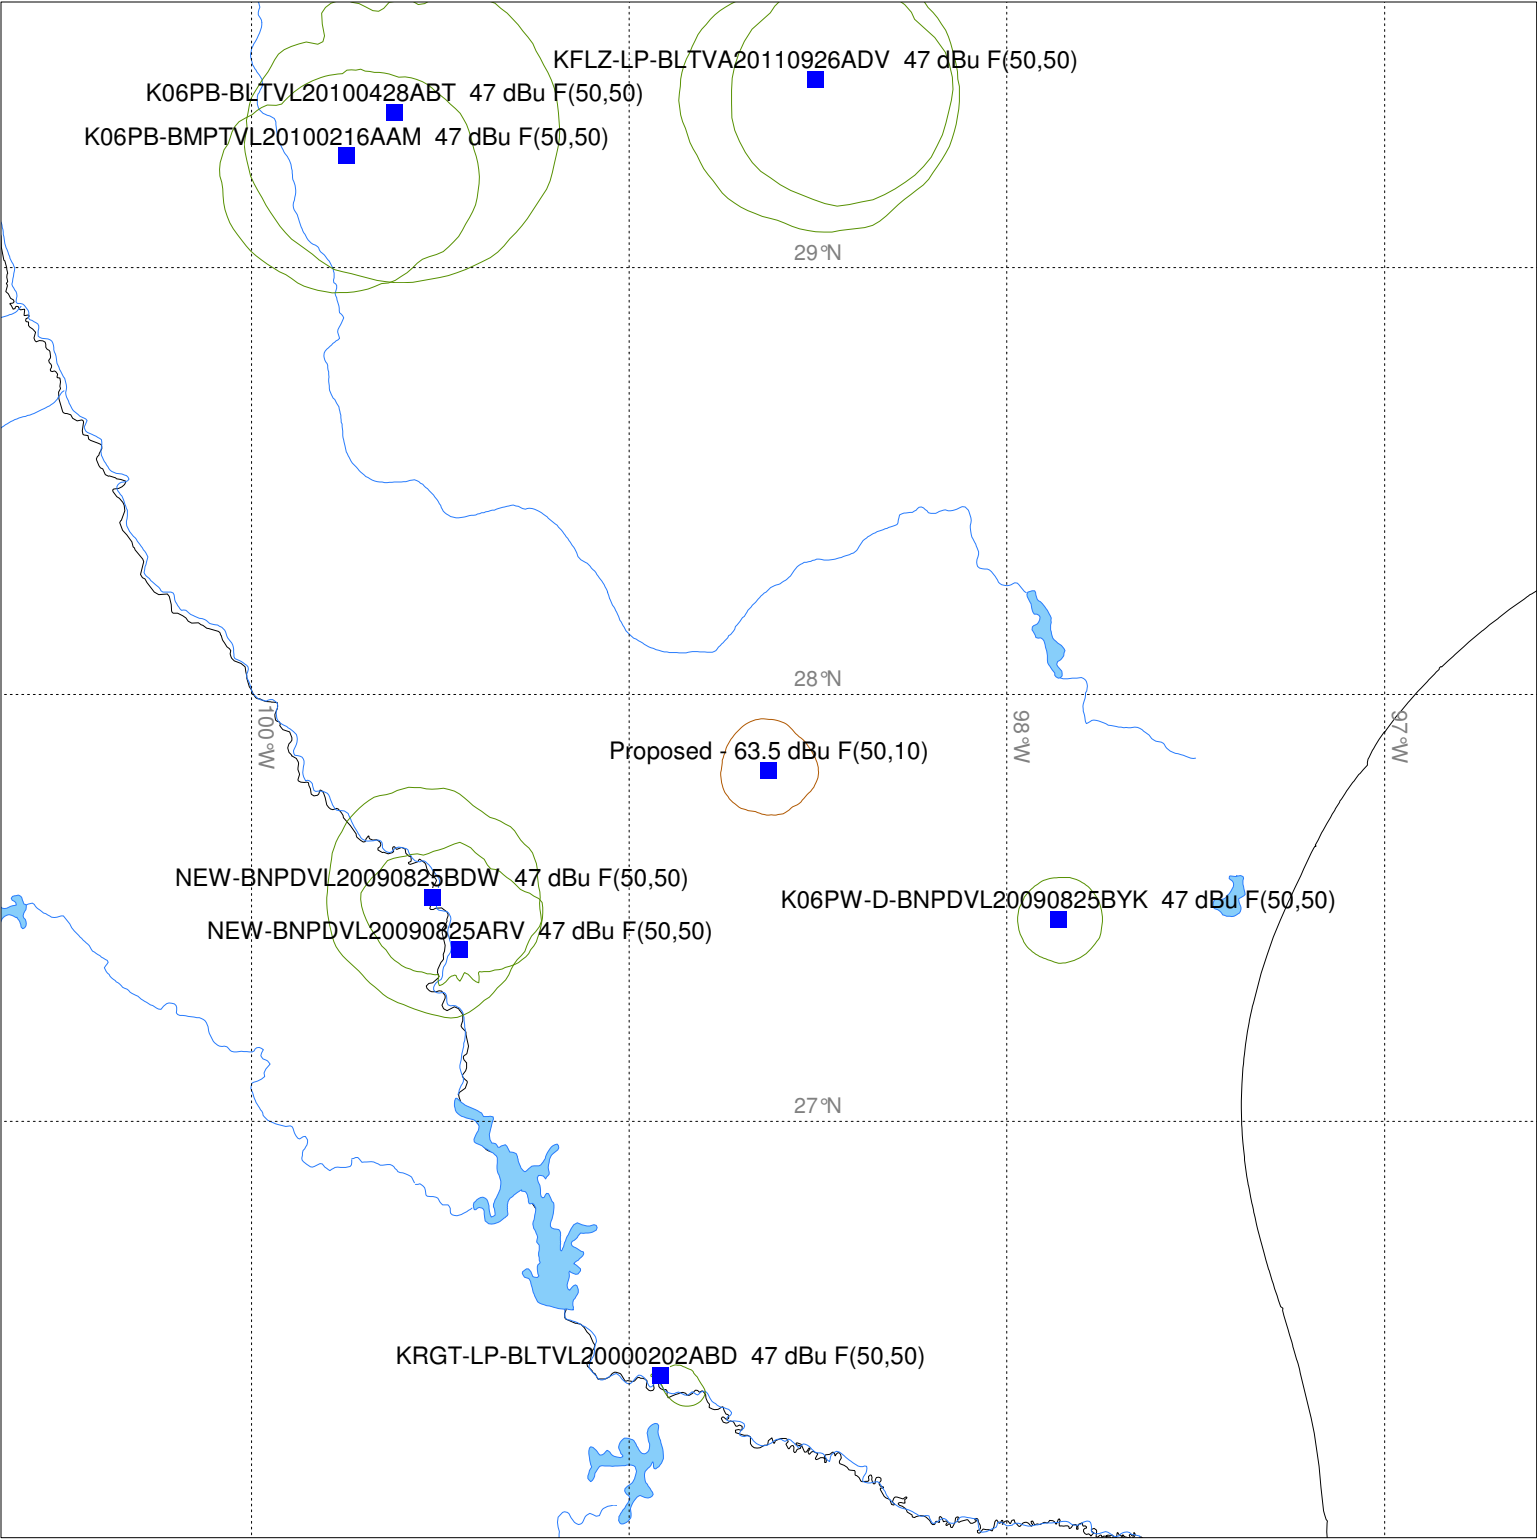 KFLZ-LP-BLTVA20110926ADV 47 dBu F(50,50)
K06PB-BLTVL20100428ABT 47 dBu F(50,50)
K06PB-BMPTVL20100216AAM 47 dBu F(50,50)
29°N
28°N
100°W
98°W
97°W
Proposed - 63.5 dBu F(50,10)
NEW-BNPDVL20090825BDW 47 dBu F(50,50)
K06PW-D-BNPDVL20090825BYK 47 dBu F(50,50)
NEW-BNPDVL20090825ARV 47 dBu F(50,50)
27°N
KRGT-LP-BLTVL20000202ABD 47 dBu F(50,50)